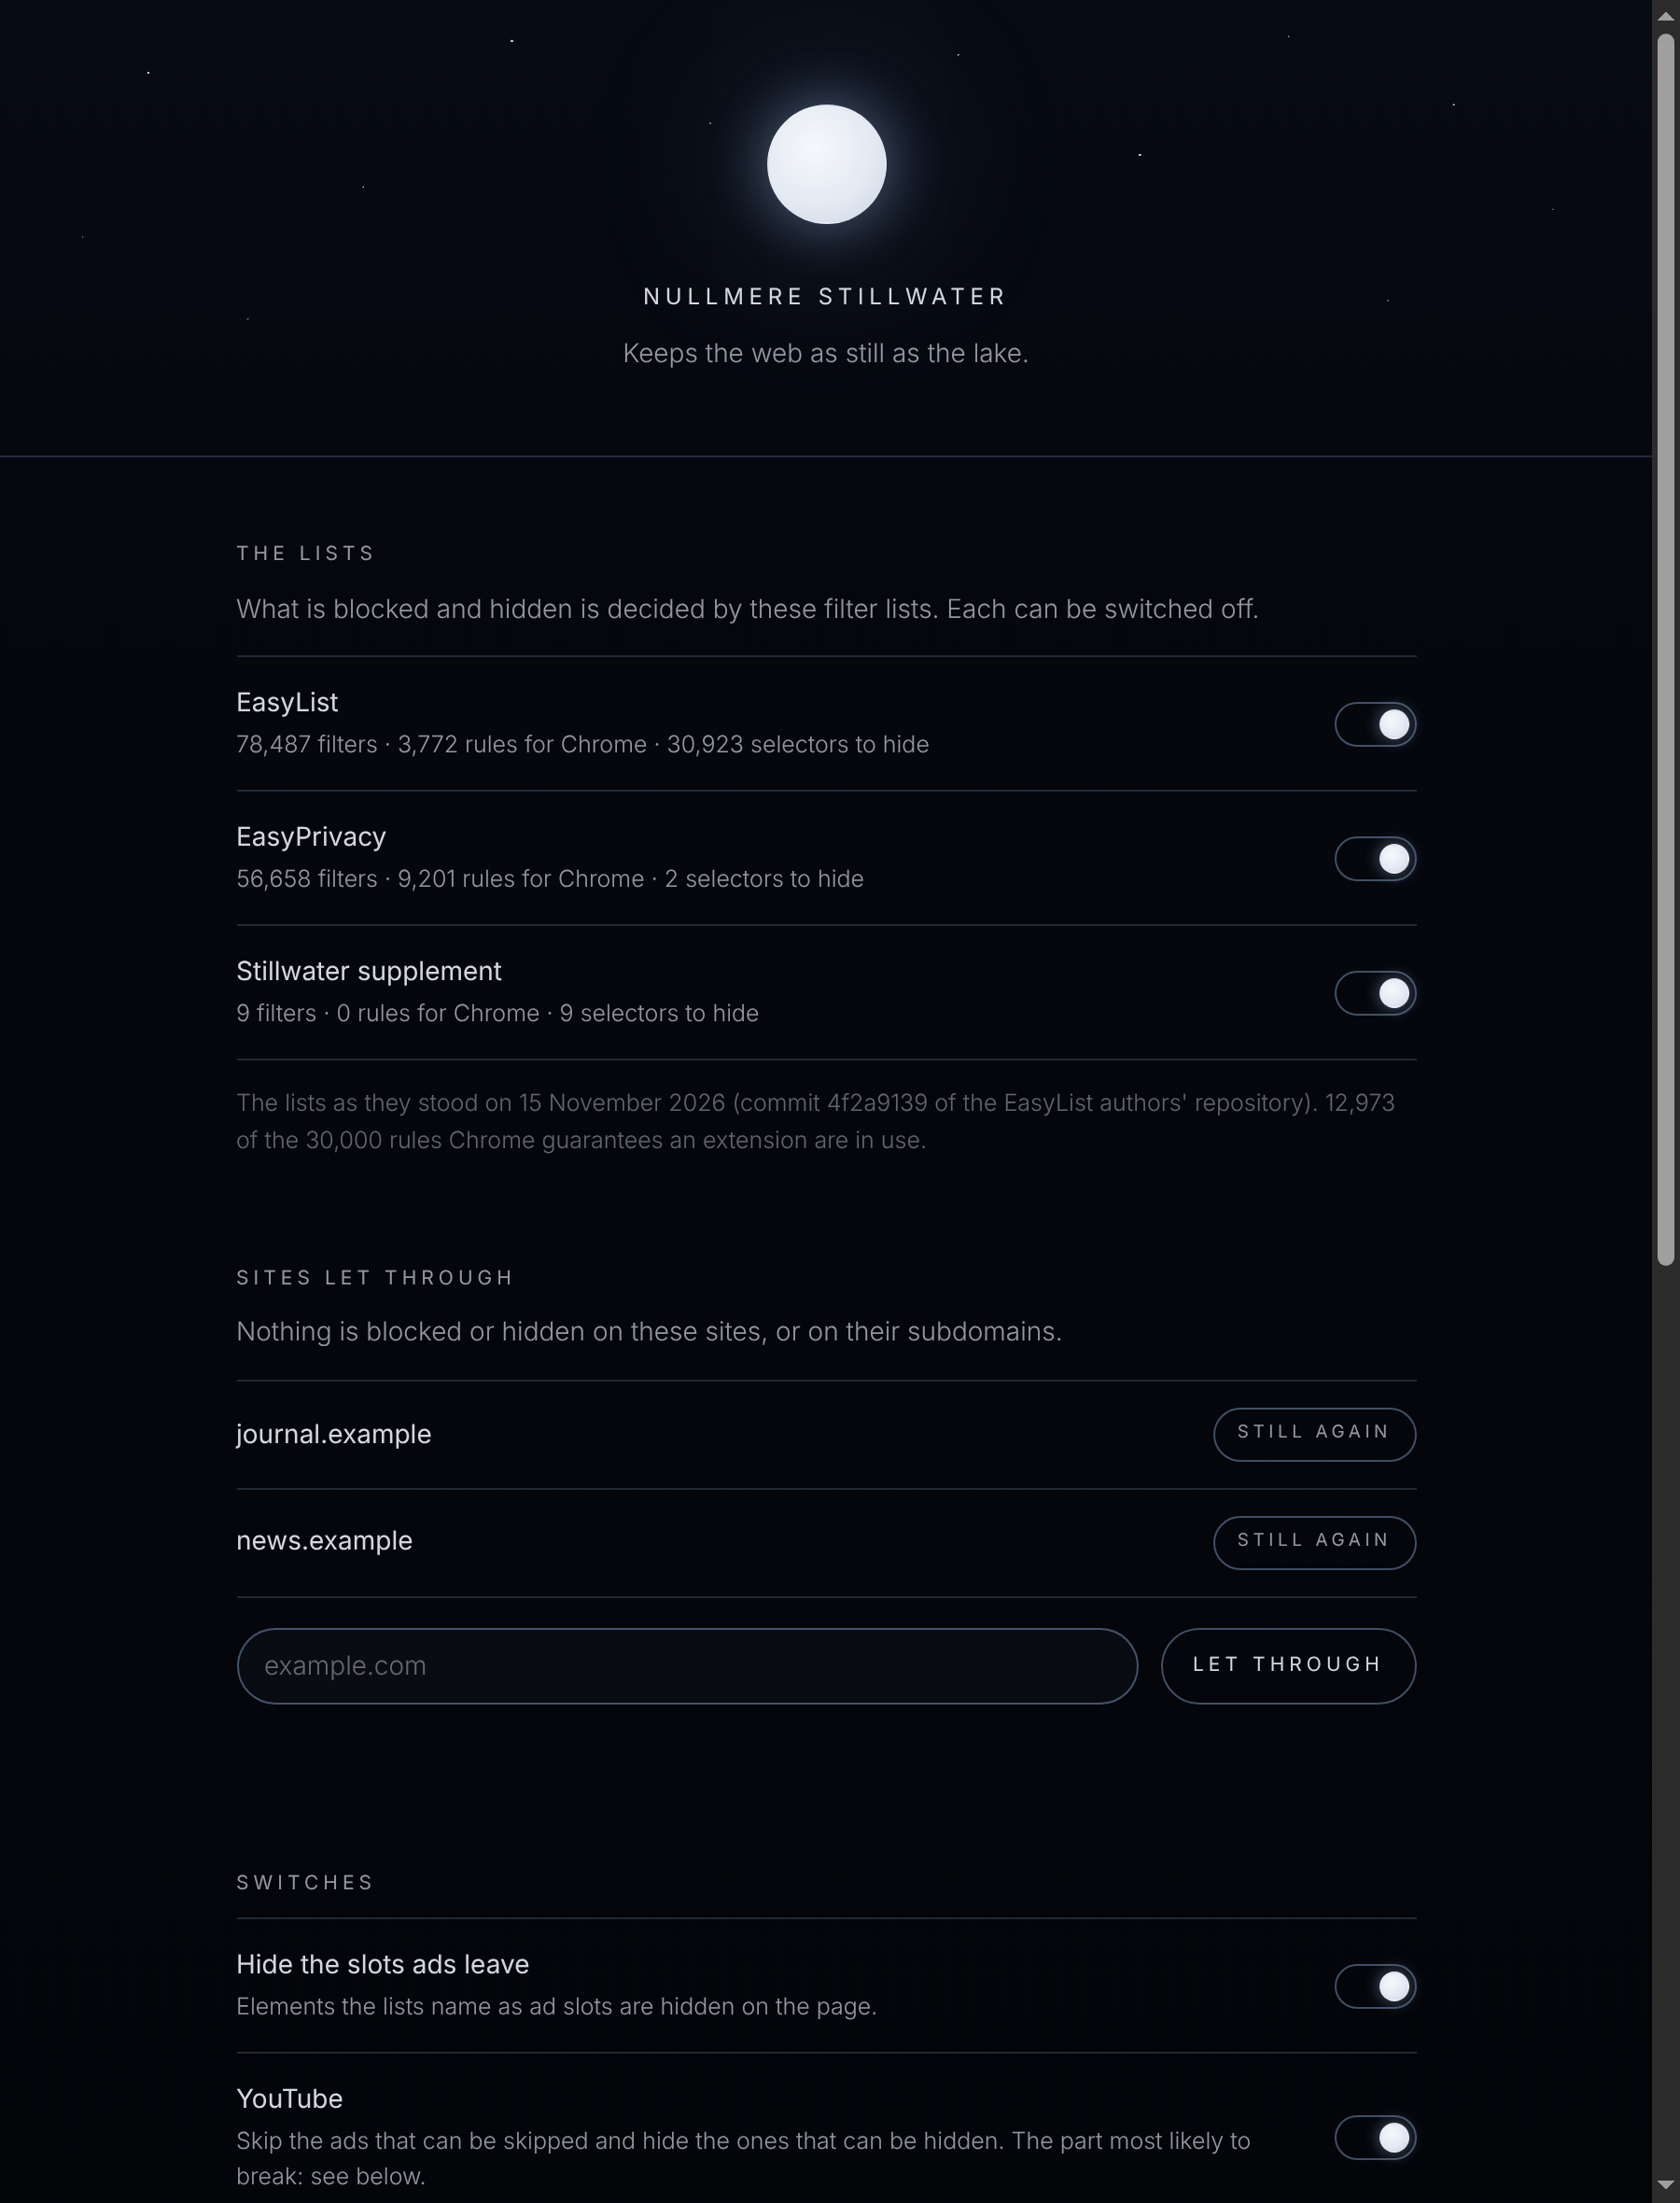 NULLMERE STILLWATER
Keeps the web as still as the lake.
THE LISTS
What is blocked and hidden is decided by these filter lists. Each can be switched off.
EasyList
78,487 filters · 3,772 rules for Chrome · 30,923 selectors to hide
EasyPrivacy
56,658 filters · 9,201 rules for Chrome · 2 selectors to hide
Stillwater supplement
9 filters · 0 rules for Chrome · 9 selectors to hide
The lists as they stood on 15 November 2026 (commit 4f2a9139 of the EasyList authors' repository). 12,973
of the 30,000 rules Chrome guarantees an extension are in use.
SITES LET THROUGH
Nothing is blocked or hidden on these sites, or on their subdomains.
journal.example
STILL AGAIN
news.example
STILL AGAIN
example.com
LET THROUGH
SWITCHES
Hide the slots ads leave
Elements the lists name as ad slots are hidden on the page.
YouTube
Skip the ads that can be skipped and hide the ones that can be hidden. The part most likely to
break: see below.